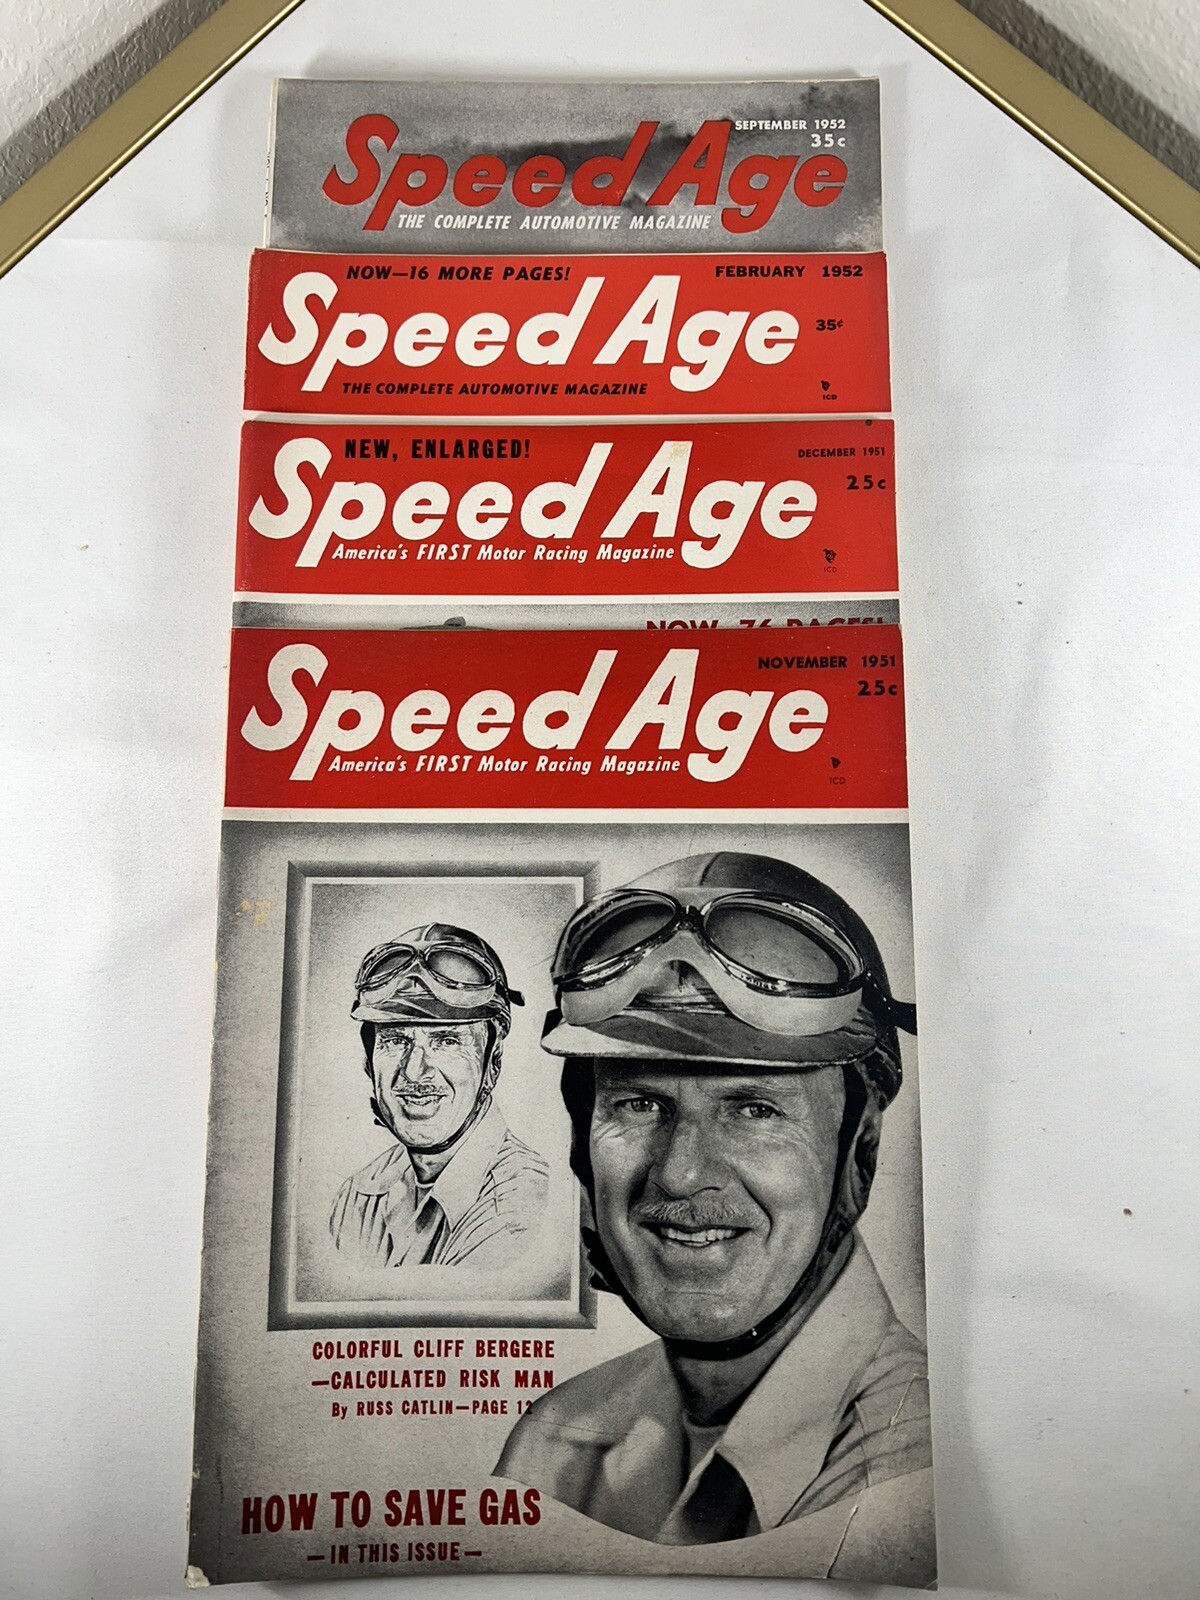 SEPTEMBER 1952
35c
Speed Age
THE COMPLETE AUTOMOTIVE MAGAZINE
NOW—16 MORE PAGES!
FEBRUARY 1952
Speed Age
35¢
THE COMPLETE AUTOMOTIVE MAGAZINE
ICD
NEW, ENLARGED!
DECEMBER 1951
25c
Speed Age
America's FIRST Motor Racing Magazine
ICD
NOW 76 PAGES!
NOVEMBER 1951
25c
Speed Age
America's FIRST Motor Racing Magazine
ICD
COLORFUL CLIFF BERGERE
—CALCULATED RISK MAN
By RUSS CATLIN—PAGE 12
HOW TO SAVE GAS
—IN THIS ISSUE—